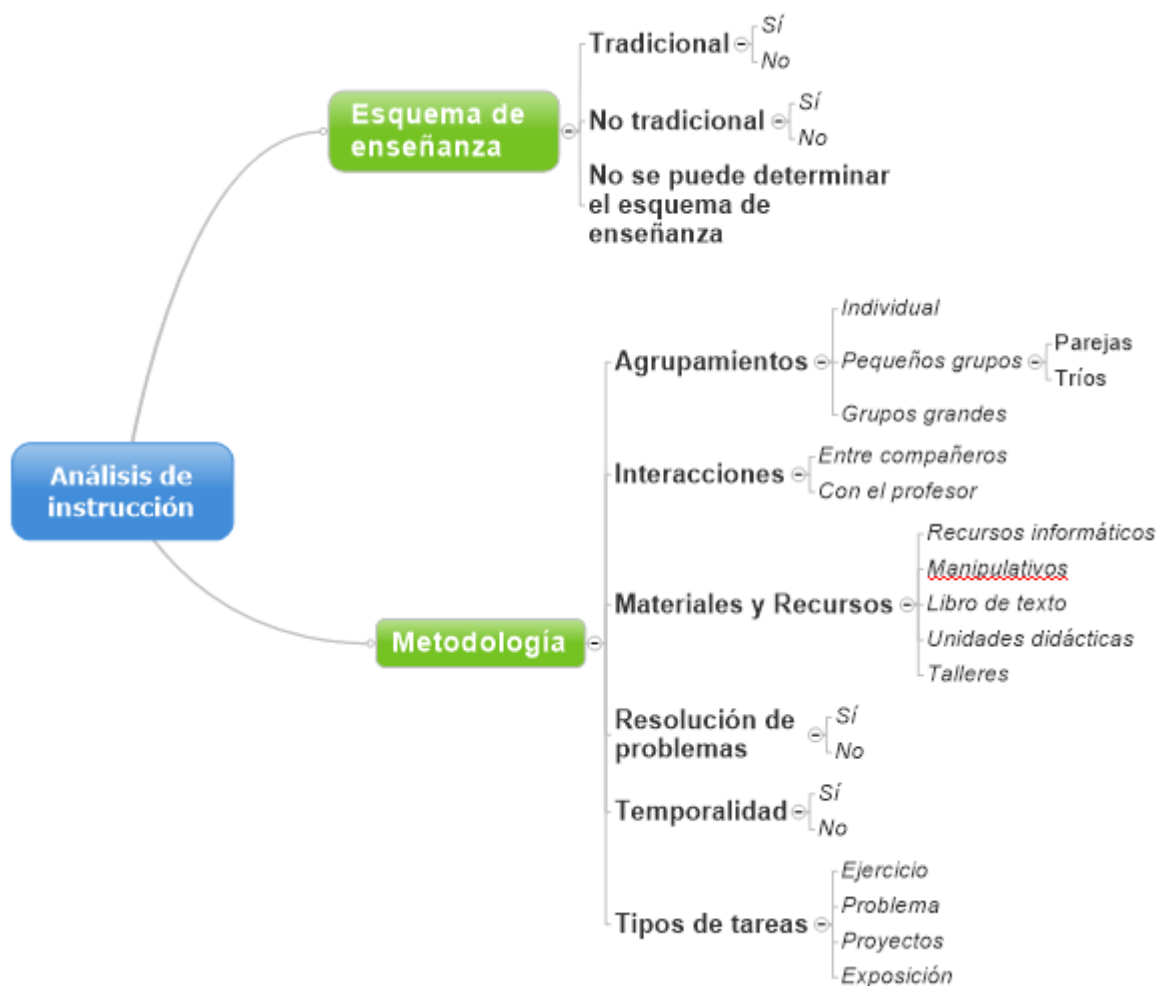 Análisis de
instrucción
Esquema de
enseñanza
Tradicional
Sí
No
No tradicional
Sí
No
No se puede determinar
el esquema de
enseñanza
Metodología
Agrupamientos
Individual
Pequeños grupos
Parejas
Tríos
Grupos grandes
Interacciones
Entre compañeros
Con el profesor
Materiales y Recursos
Recursos informáticos
Manipulativos
Libro de texto
Unidades didácticas
Talleres
Resolución de
problemas
Sí
No
Temporalidad
Sí
No
Tipos de tareas
Ejercicio
Problema
Proyectos
Exposición